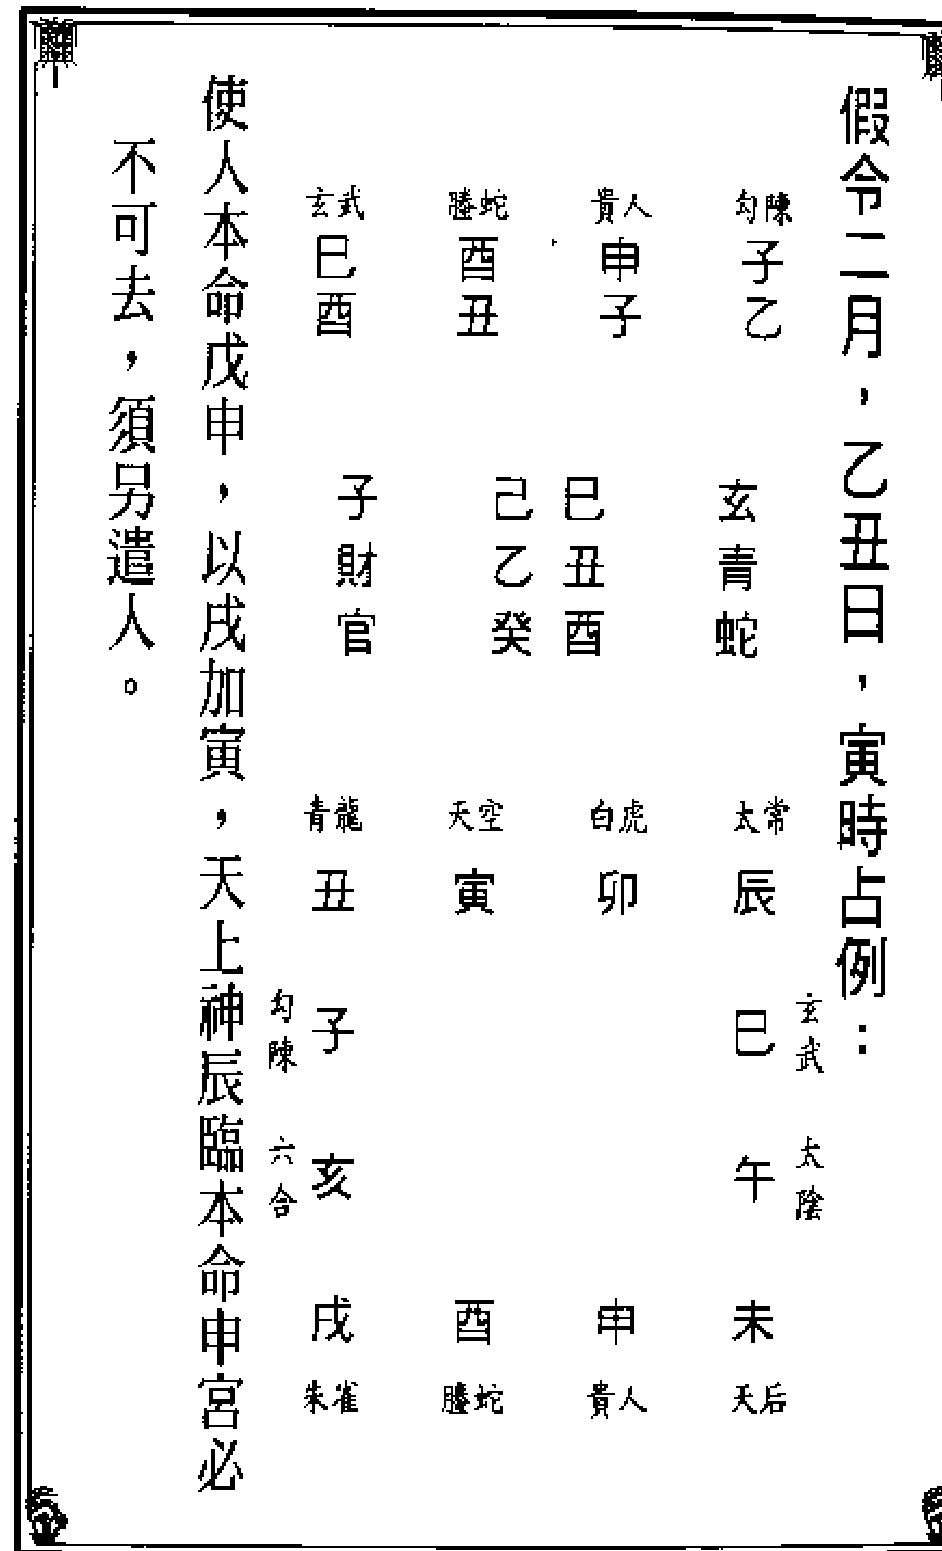 假令二月，乙丑日，寅時占例：
勾陳 貴人 螣蛇 玄武
子 申 酉 巳
乙 子 丑 酉
玄 巳 己 子
青 丑 乙 財
蛇 酉 癸 官
太常 白虎 天空 青龍
辰 卯 寅 丑
玄武 巳 子 勾陳
太陰 午 亥 六合
未 申 酉 戌
天后 貴人 螣蛇 朱雀
使人本命戊申，以戌加寅，天上神辰臨本命申宮必
不可去，須另遣人。